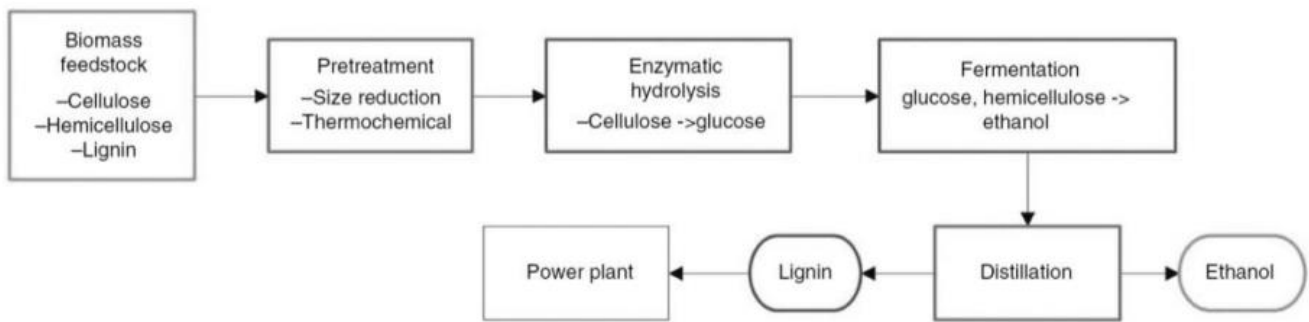 Biomass
feedstock
–Cellulose
–Hemicellulose
–Lignin
Pretreatment
–Size reduction
–Thermochemical
Enzymatic
hydrolysis
–Cellulose ->glucose
Fermentation
glucose, hemicellulose ->
ethanol
Power plant
Lignin
Distillation
Ethanol